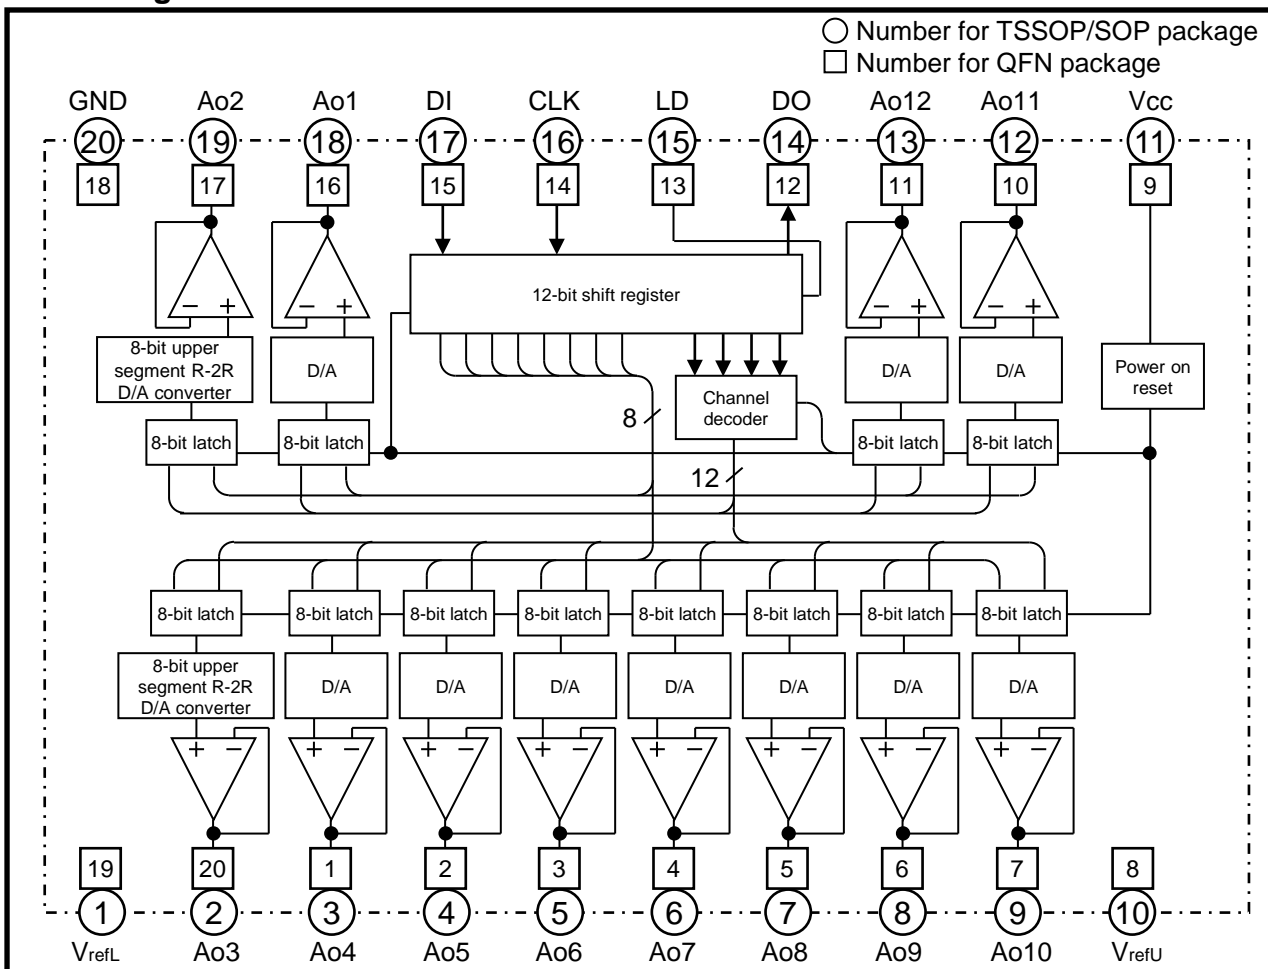 Number for TSSOP/SOP package
Number for QFN package
GND Ao2 Ao1 DI CLK LD DO Ao12 Ao11 Vcc
20 19 18 17 16 15 14 13 12 11
18 17 16 15 14 13 12 11 10 9
− + − + − + − +
12-bit shift register
8-bit upper
segment R-2R
D/A converter
D/A
D/A
D/A
Power on
reset
Channel
decoder
8
8-bit latch 8-bit latch 8-bit latch 8-bit latch
12
8-bit latch 8-bit latch 8-bit latch 8-bit latch 8-bit latch 8-bit latch 8-bit latch 8-bit latch
8-bit upper
segment R-2R
D/A converter
D/A D/A D/A D/A D/A D/A D/A
+ − + − + − + − + − + − + − + −
19 20 1 2 3 4 5 6 7 8
1 2 3 4 5 6 7 8 9 10
VrefL Ao3 Ao4 Ao5 Ao6 Ao7 Ao8 Ao9 Ao10 VrefU